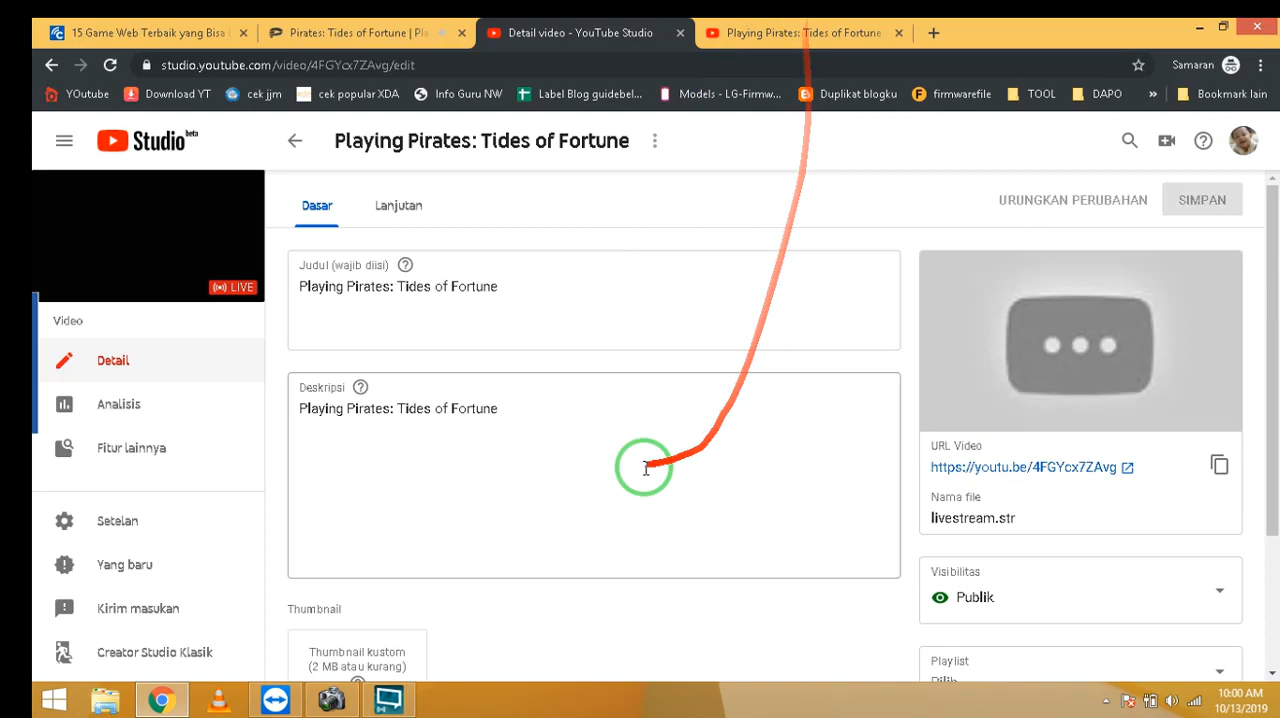 15 Game Web Terbaik yang Bisa
Pirates: Tides of Fortune | Pla
Detail video - YouTube Studio
Playing Pirates: Tides of Fortune
studio.youtube.com/video/4FGYcx7ZAvg/edit
Samaran
YOutube
Download YT
cek jjm
cek popular XDA
Info Guru NW
Label Blog guidebel...
Models - LG-Firmw...
Duplikat blogku
firmwarefile
TOOL
DAPO
»
Bookmark lain
Studio beta
Playing Pirates: Tides of Fortune
Dasar
Lanjutan
URUNGKAN PERUBAHAN
SIMPAN
LIVE
Video
Detail
Analisis
Fitur lainnya
Setelan
Yang baru
Kirim masukan
Creator Studio Klasik
Judul (wajib diisi)
Playing Pirates: Tides of Fortune
Deskripsi
Playing Pirates: Tides of Fortune
Thumbnail
Thumbnail kustom
(2 MB atau kurang)
URL Video
https://youtu.be/4FGYcx7ZAvg
Nama file
livestream.str
Visibilitas
Publik
Playlist
Pilih
10:00 AM
10/13/2019